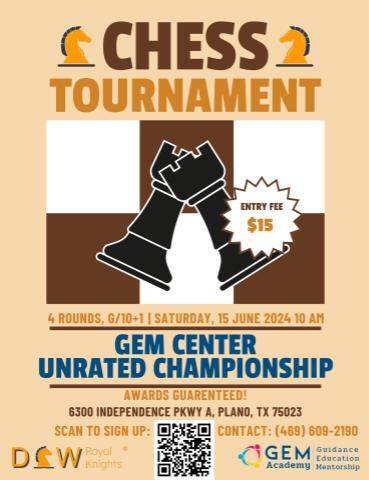 CHESS
TOURNAMENT
ENTRY FEE
$15
4 ROUNDS, G/10+1 | SATURDAY, 15 JUNE 2024 10 AM
GEM CENTER
UNRATED CHAMPIONSHIP
AWARDS GUARENTEED!
6300 INDEPENDENCE PKWY A, PLANO, TX 75023
SCAN TO SIGN UP:
CONTACT: (469) 609-2190
DFW Royal
Knights
GEM
Academy
Guidance
Education
Mentorship